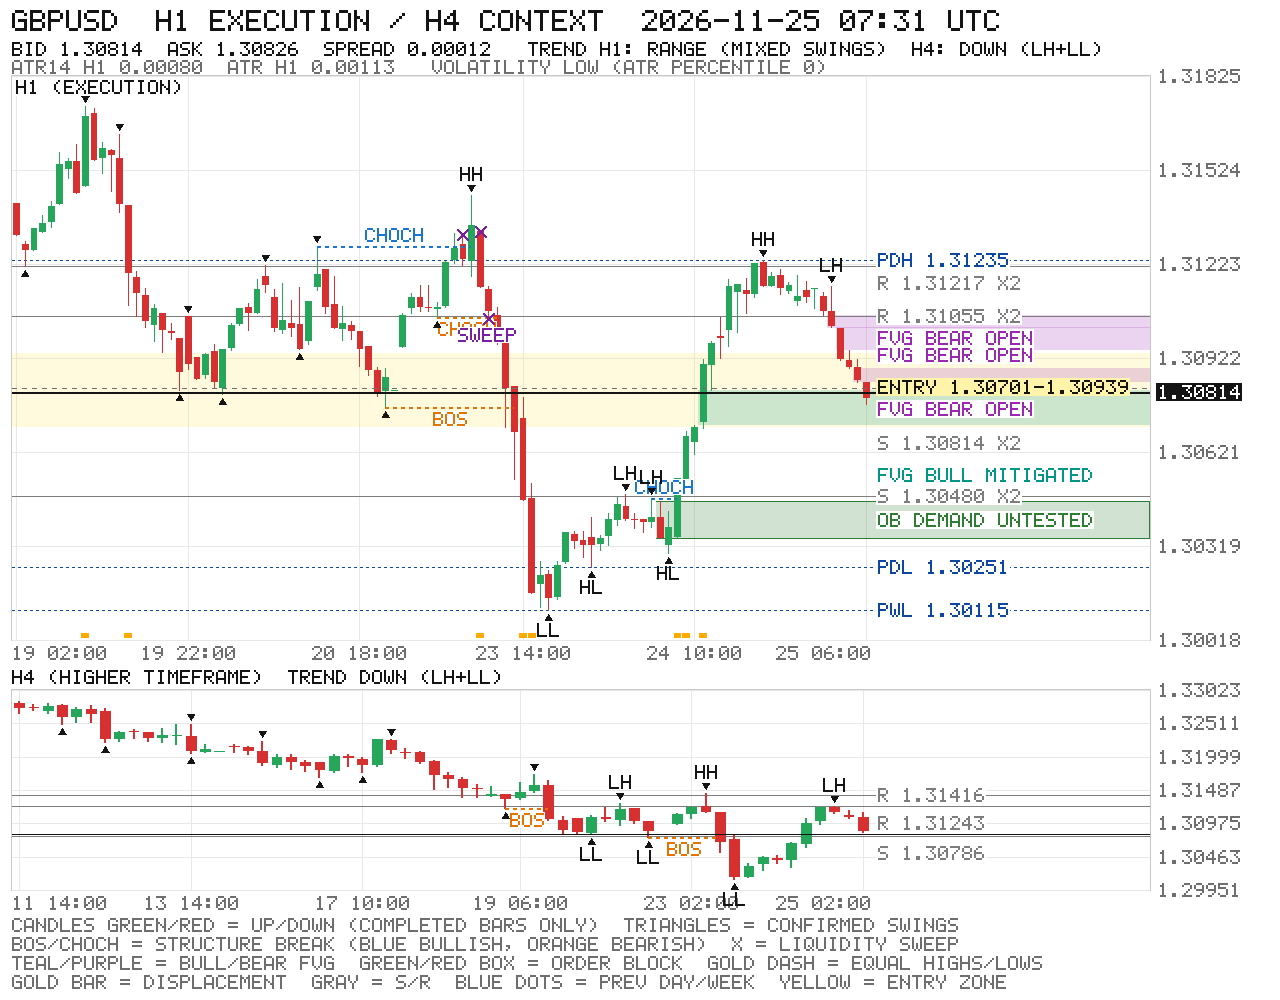 GBPUSD H1 EXECUTION / H4 CONTEXT 2026-11-25 07:31 UTC
BID 1.30814 ASK 1.30826 SPREAD 0.00012 TREND H1: RANGE (MIXED SWINGS) H4: DOWN (LH+LL)
ATR14 H1 0.00080 ATR H1 0.00113 VOLATILITY LOW (ATR PERCENTILE 0)
1.31825
H1 (EXECUTION)
HH
1.31524
CHOCH
HH
PDH 1.31235
1.31223
LH
R 1.31217 X2
R 1.31055 X2
CHOCH
SWEEP
FVG BEAR OPEN
FVG BEAR OPEN
1.30922
ENTRY 1.30701-1.30939
1.30814
FVG BEAR OPEN
BOS
S 1.30814 X2
1.30621
LH
LH
FVG BULL MITIGATED
CHOCH
S 1.30480 X2
OB DEMAND UNTESTED
1.30319
HL
HL
PDL 1.30251
PWL 1.30115
LL
1.30018
19 02:00 19 22:00 20 18:00 23 14:00 24 10:00 25 06:00
H4 (HIGHER TIMEFRAME) TREND DOWN (LH+LL)
1.33023
1.32511
1.31999
HH
LH
LH
1.31487
R 1.31416
BOS
R 1.31243
1.30975
BOS
LL
LL
S 1.30786
1.30463
LL
1.29951
11 14:00 13 14:00 17 10:00 19 06:00 23 02:00 25 02:00
CANDLES GREEN/RED = UP/DOWN (COMPLETED BARS ONLY) TRIANGLES = CONFIRMED SWINGS
BOS/CHOCH = STRUCTURE BREAK (BLUE BULLISH, ORANGE BEARISH) X = LIQUIDITY SWEEP
TEAL/PURPLE = BULL/BEAR FVG GREEN/RED BOX = ORDER BLOCK GOLD DASH = EQUAL HIGHS/LOWS
GOLD BAR = DISPLACEMENT GRAY = S/R BLUE DOTS = PREV DAY/WEEK YELLOW = ENTRY ZONE